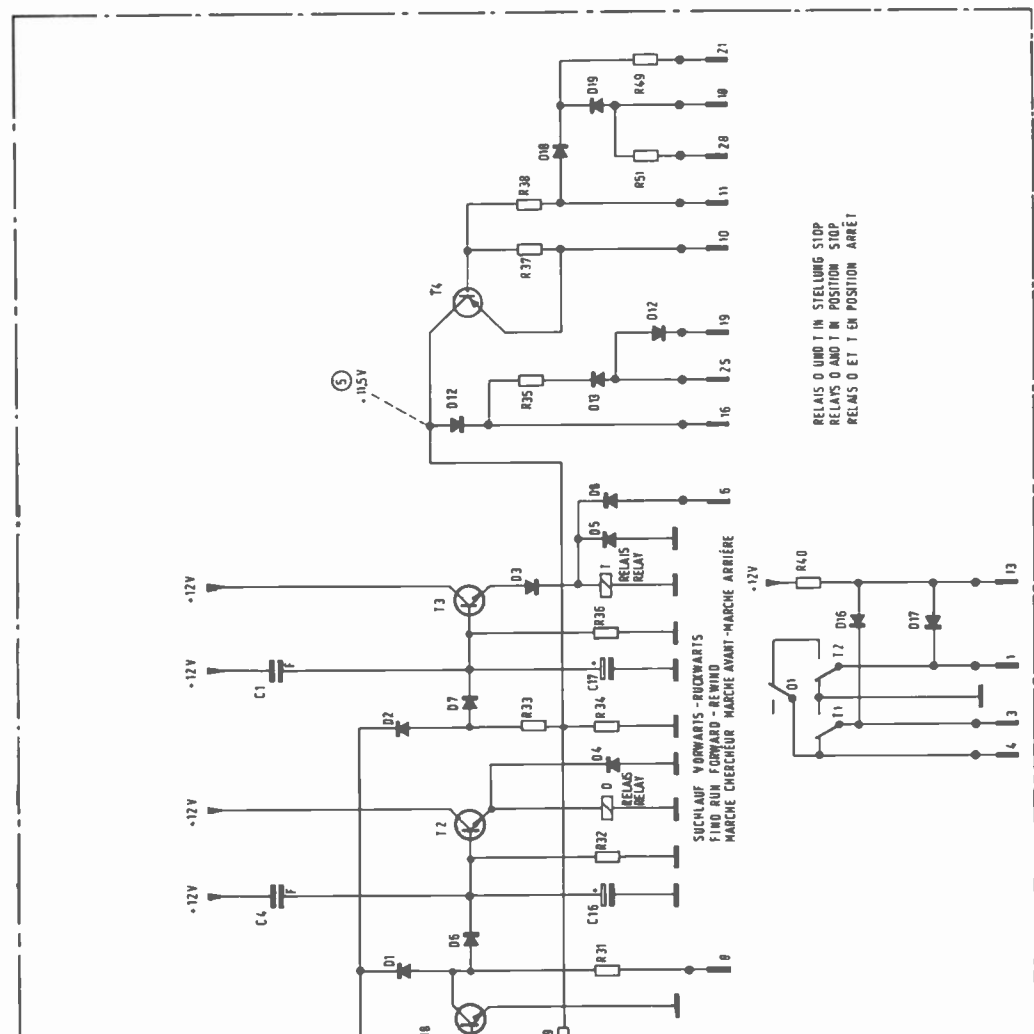 21
R49
D19
18
D18
28
R51
R38
11
R37
10
T4
RELAIS O UND T IN STELLUNG STOP
RELAYS O AND T IN POSITION STOP
RELAIS O ET T EN POSITION ARRÊT
D12
19
5
+11,5V
D12
R35
D13
25
16
D8
6
D5
+12V
T3
D3
T
RELAIS
RELAY
R36
+12V
C1
F
C17
+
D7
D2
R33
R34
D4
+12V
T2
O
RELAIS
RELAY
R32
+12V
C4
F
C16
+
D6
D1
R31
8
SUCHLAUF VORWARTS-RUCKWARTS
FIND RUN FORWARD-REWIND
MARCHE CHERCHEUR MARCHE AVANT-MARCHE ARRIÈRE
+12V
R40
13
D16
D17
T2
O1
1
T1
3
4